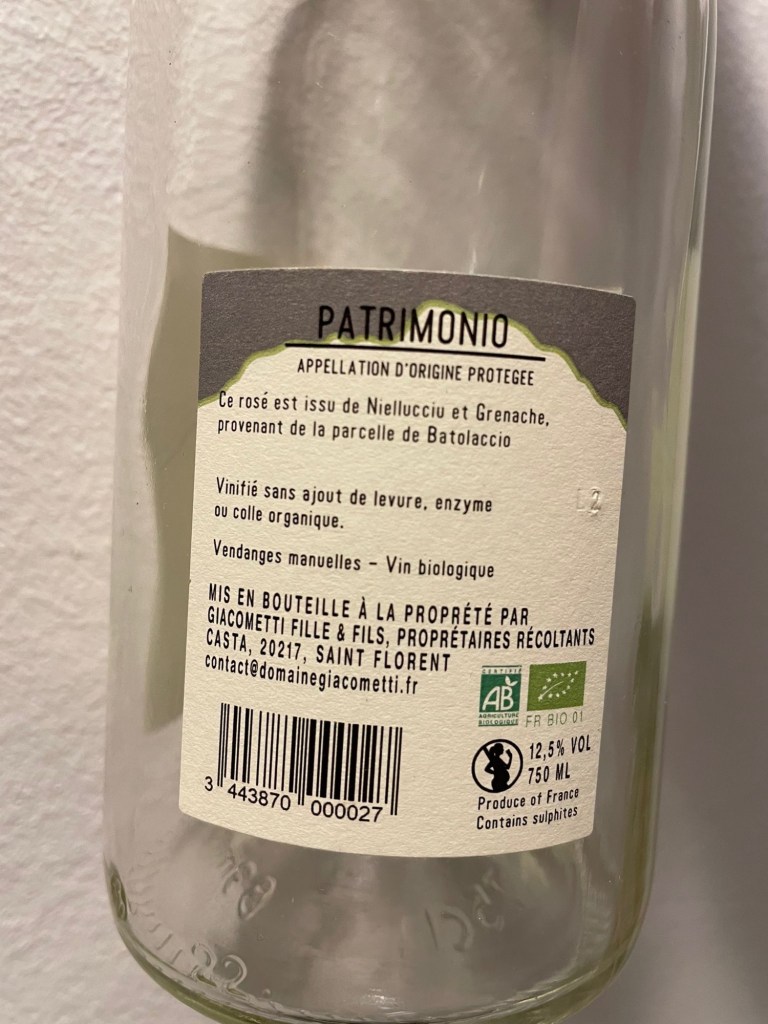 PATRIMONIO
APPELLATION D'ORIGINE PROTEGEE
Ce rosé est issu de Niellucciu et Grenache,
provenant de la parcelle de Batolaccio
Vinifié sans ajout de levure, enzyme
ou colle organique.
L2
Vendanges manuelles – Vin biologique
MIS EN BOUTEILLE À LA PROPRÉTÉ PAR
GIACOMETTI FILLE & FILS, PROPRÉTAIRES RÉCOLTANTS
CASTA, 20217, SAINT FLORENT
contact@domainegiacometti.fr
CERTIFIÉ
AB
AGRICULTURE
BIOLOGIQUE
FR BIO 01
12,5% VOL
750 ML
Produce of France
Contains sulphites
3 443870 000027